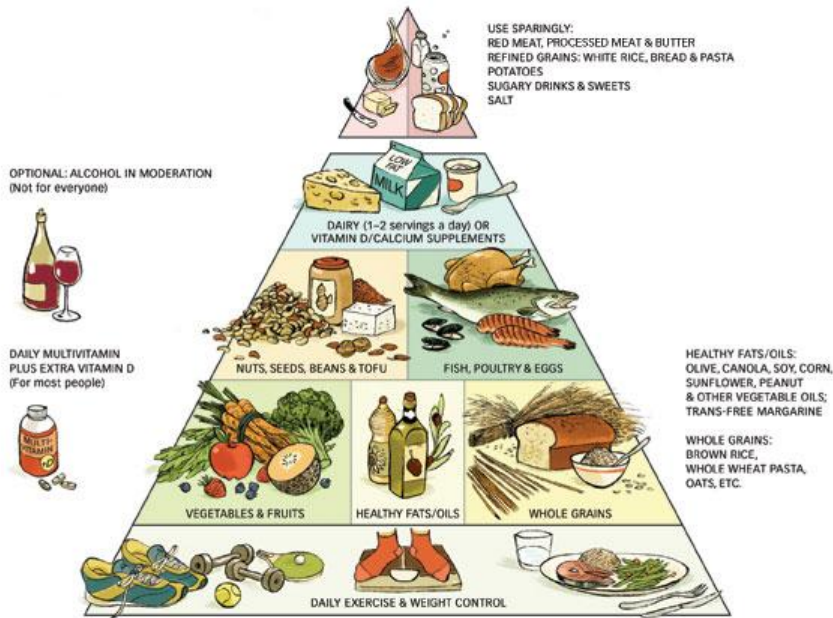 USE SPARINGLY:
RED MEAT, PROCESSED MEAT & BUTTER
REFINED GRAINS: WHITE RICE, BREAD & PASTA
POTATOES
SUGARY DRINKS & SWEETS
SALT
OPTIONAL: ALCOHOL IN MODERATION
(Not for everyone)
LOW
FAT
MILK
DAIRY (1–2 servings a day) OR
VITAMIN D/CALCIUM SUPPLEMENTS
DAILY MULTIVITAMIN
PLUS EXTRA VITAMIN D
(For most people)
MULTI-
VITAMIN
+D
NUTS, SEEDS, BEANS & TOFU
FISH, POULTRY & EGGS
HEALTHY FATS/OILS:
OLIVE, CANOLA, SOY, CORN,
SUNFLOWER, PEANUT
& OTHER VEGETABLE OILS;
TRANS-FREE MARGARINE
WHOLE GRAINS:
BROWN RICE,
WHOLE WHEAT PASTA,
OATS, ETC.
VEGETABLES & FRUITS
HEALTHY FATS/OILS
WHOLE GRAINS
DAILY EXERCISE & WEIGHT CONTROL